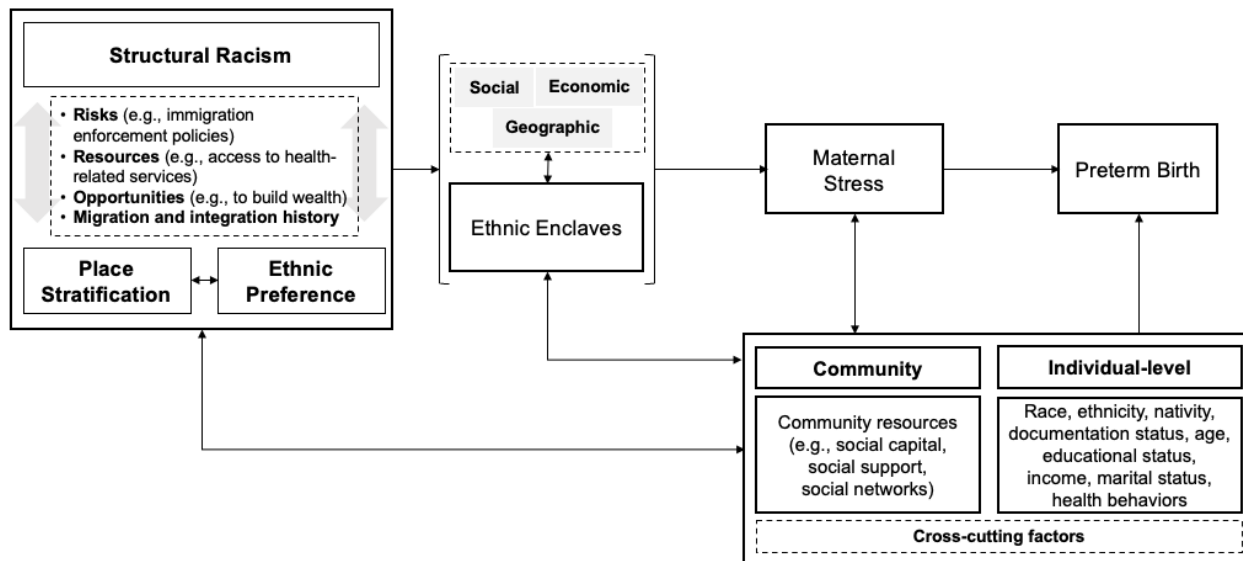 Structural Racism
• Risks (e.g., immigration
enforcement policies)
• Resources (e.g., access to health-
related services)
• Opportunities (e.g., to build wealth)
• Migration and integration history
Place
Stratification
Ethnic
Preference
Social
Economic
Geographic
Ethnic Enclaves
Maternal
Stress
Preterm Birth
Community
Community resources
(e.g., social capital,
social support,
social networks)
Individual-level
Race, ethnicity, nativity,
documentation status, age,
educational status,
income, marital status,
health behaviors
Cross-cutting factors